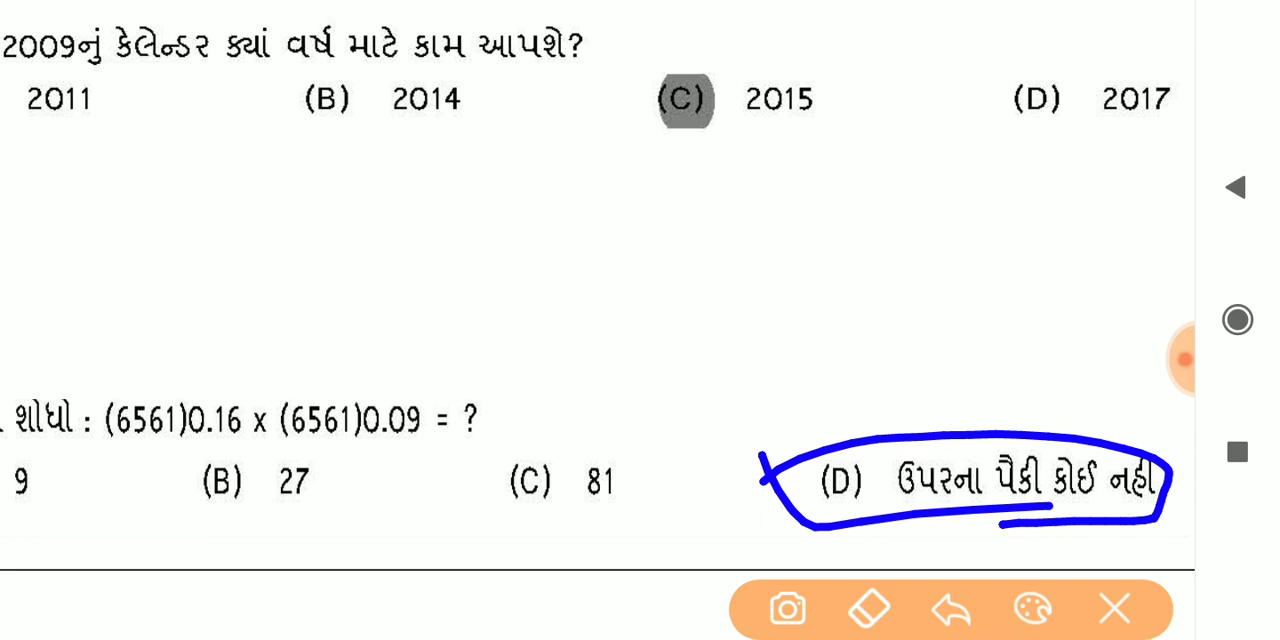 2009નું કેલેન્ડર ક્યાં વર્ષ માટે કામ આપશે?
2011 (B) 2014 (C) 2015 (D) 2017
શોધો : (6561)0.16 x (6561)0.09 = ?
9 (B) 27 (C) 81 (D) ઉપરના પૈકી કોઈ નહી